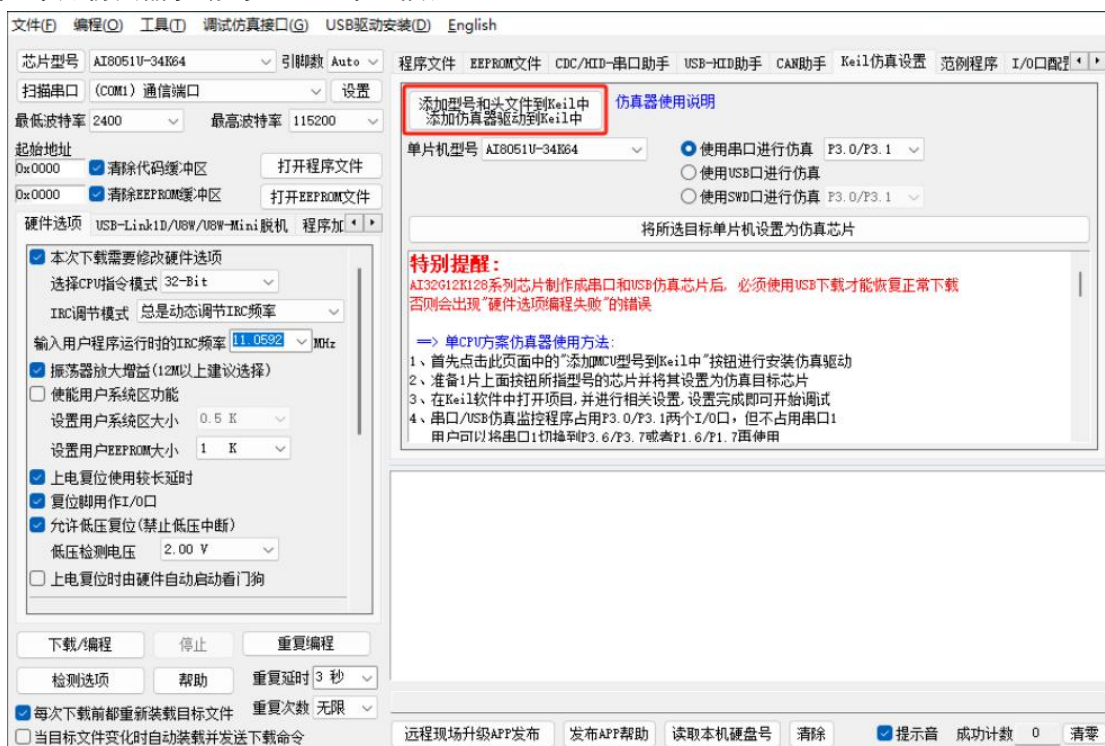 文件(F) 编程(O) 工具(T) 调试仿真接口(G) USB驱动安装(D) English
芯片型号 AI8051U-34K64 引脚数 Auto
扫描串口 (COM1) 通信端口 设置
最低波特率 2400 最高波特率 115200
起始地址
0x0000 清除代码缓冲区 打开程序文件
0x0000 清除EEPROM缓冲区 打开EEPROM文件
硬件选项 USB-Link1D/U8W/U8W-Mini脱机 程序加
本次下载需要修改硬件选项
选择CPU指令模式 32-Bit
IRC调节模式 总是动态调节IRC频率
输入用户程序运行时的IRC频率 11.0592 MHz
振荡器放大增益(12M以上建议选择)
使能用户系统区功能
设置用户系统区大小 0.5 K
设置用户EEPROM大小 1 K
上电复位使用较长延时
复位脚用作I/O口
允许低压复位(禁止低压中断)
低压检测电压 2.00 V
上电复位时由硬件自动启动看门狗
下载/编程 停止 重复编程
检测选项 帮助 重复延时 3 秒
每次下载前都重新装载目标文件 重复次数 无限
当目标文件变化时自动装载并发送下载命令
程序文件 EEPROM文件 CDC/HID-串口助手 USB-HID助手 CAN助手 Keil仿真设置 范例程序 I/O口配
添加型号和头文件到Keil中
添加仿真器驱动到Keil中
仿真器使用说明
单片机型号 AI8051U-34K64 使用串口进行仿真 P3.0/P3.1
使用USB口进行仿真
使用SWD口进行仿真 P3.0/P3.1
将所选目标单片机设置为仿真芯片
特别提醒：
AI32G12K128系列芯片制作成串口和USB仿真芯片后, 必须使用USB下载才能恢复正常下载
否则会出现"硬件选项编程失败"的错误
==> 单CPU方案仿真器使用方法:
1、首先点击此页面中的"添加MCU型号到Keil中"按钮进行安装仿真驱动
2、准备1片上面按钮所指型号的芯片并将其设置为仿真目标芯片
3、在Keil软件中打开项目,并进行相关设置,设置完成即可开始调试
4、串口/USB仿真监控程序占用P3.0/P3.1两个I/O口, 但不占用串口1
用户可以将串口1切换到P3.6/P3.7或者P1.6/P1.7再使用
远程现场升级APP发布 发布APP帮助 读取本机硬盘号 清除 提示音 成功计数 0 清零